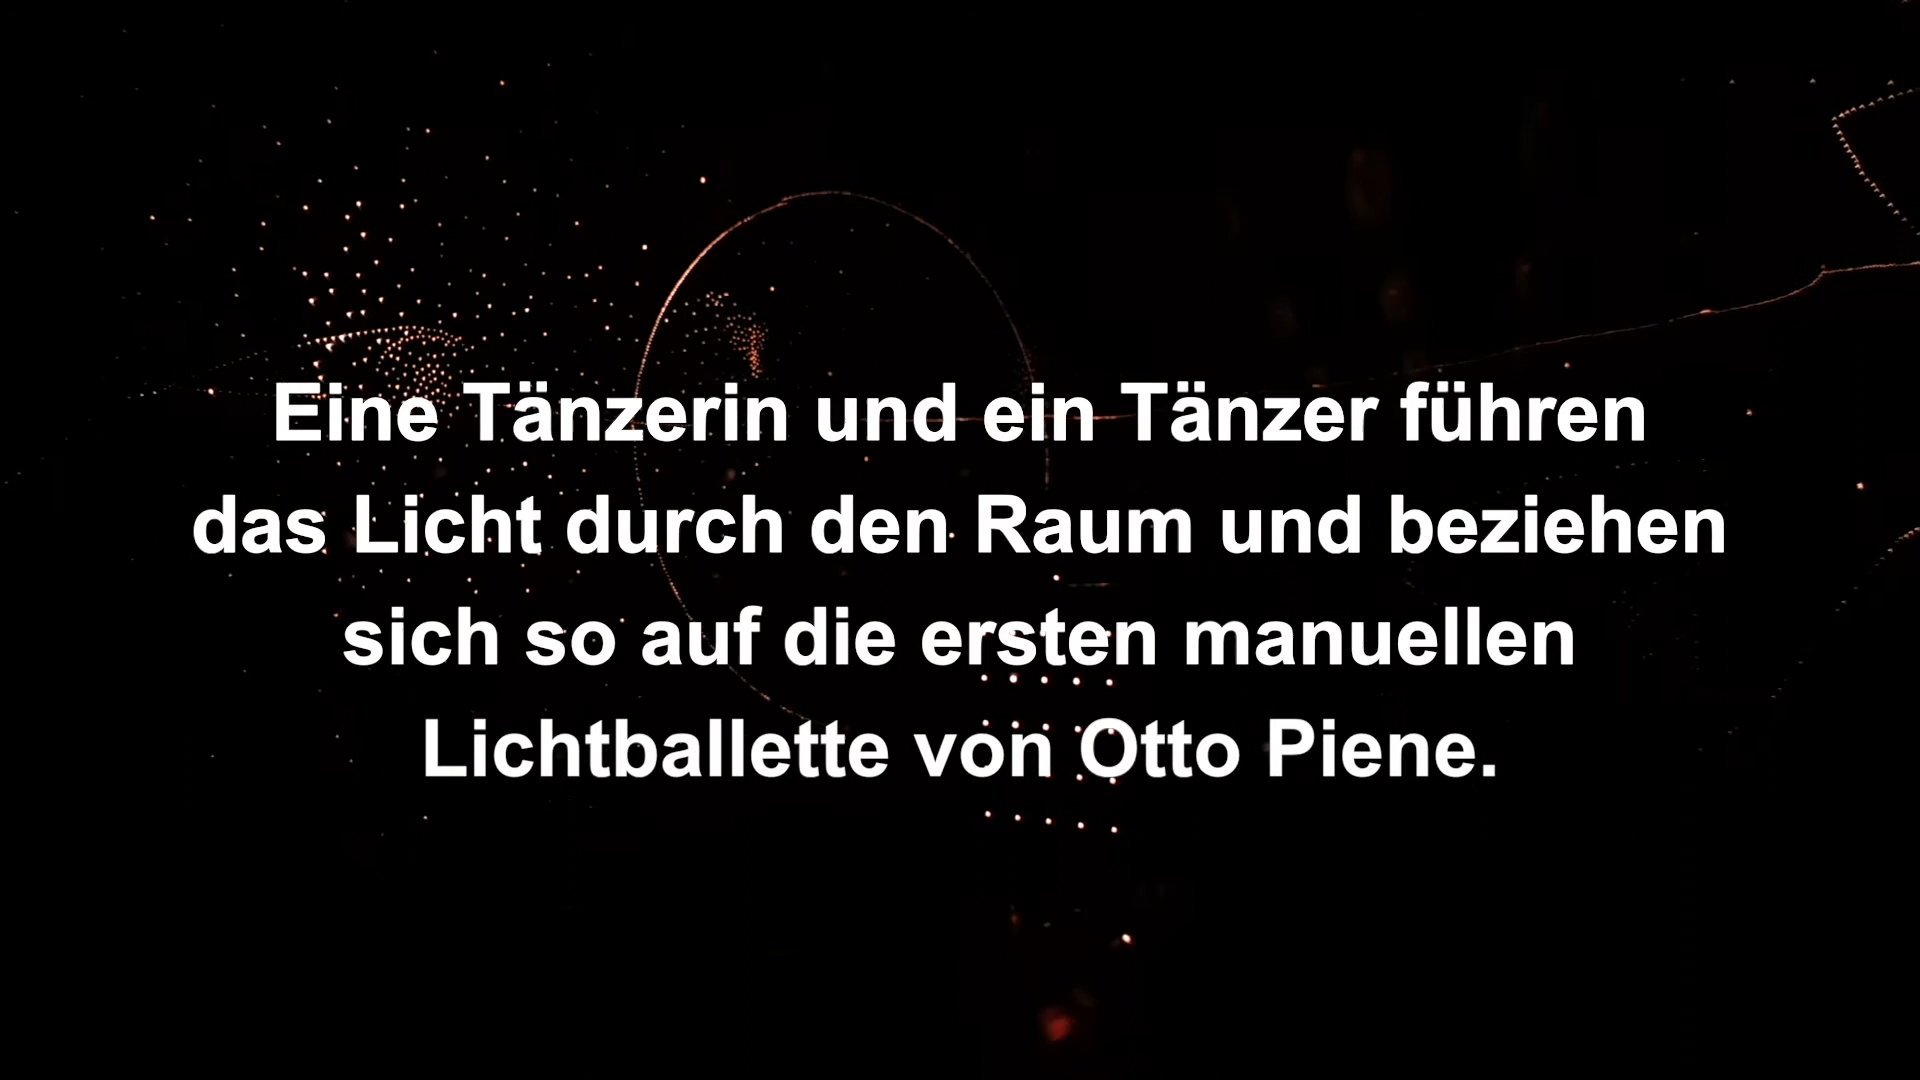 Eine Tänzerin und ein Tänzer führen
das Licht durch den Raum und beziehen
sich so auf die ersten manuellen
Lichtballette von Otto Piene.